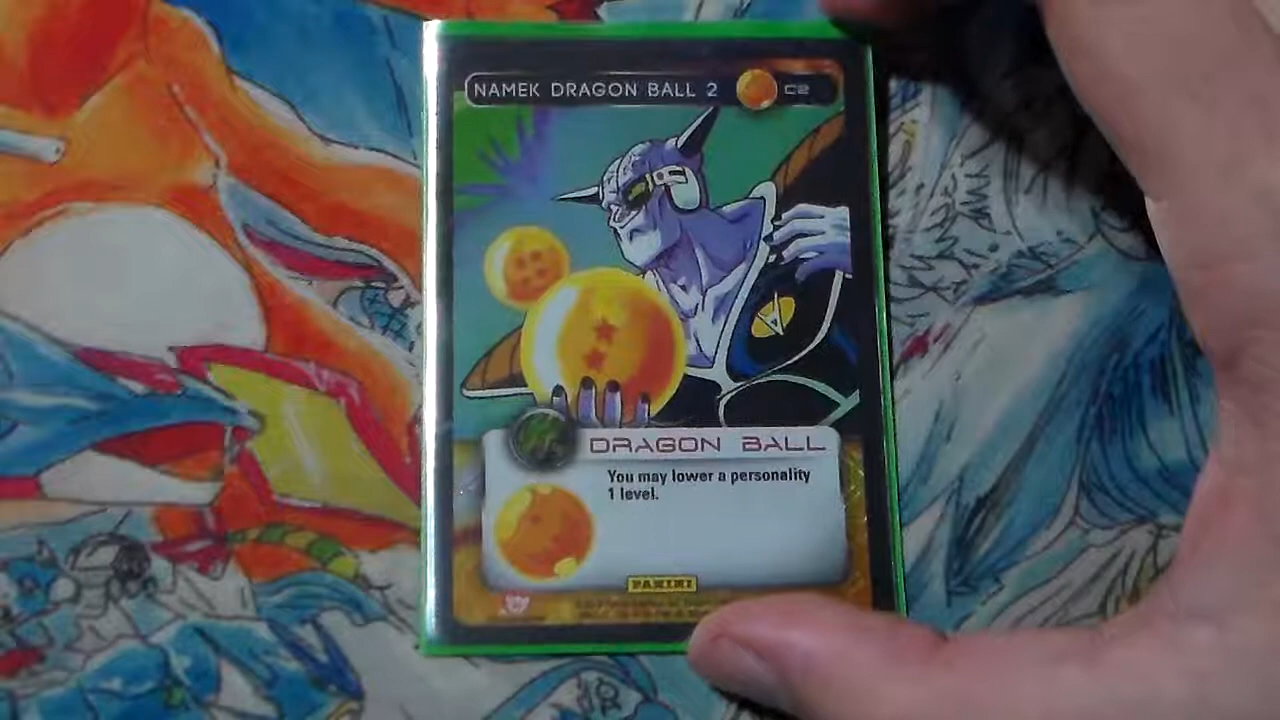 NAMEK DRAGON BALL 2 C2
DRAGON BALL
You may lower a personality
1 level.
PANINI